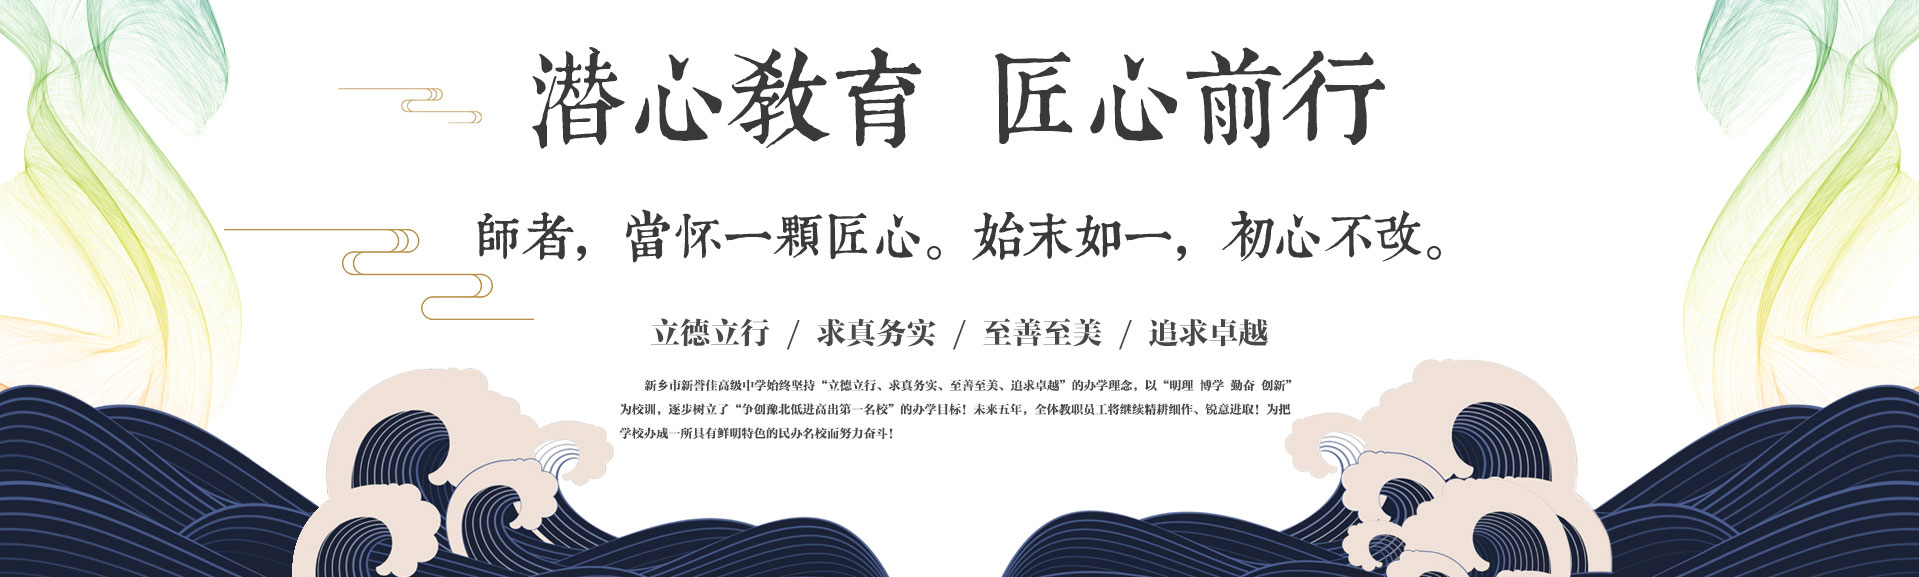 潜心教育 匠心前行
師者，當怀一顆匠心。始末如一，初心不改。
立德立行 / 求真务实 / 至善至美 / 追求卓越
新乡市新誉佳高级中学始终坚持“立德立行、求真务实、至善至美、追求卓越”的办学理念，以“明理 博学 勤奋 创新”
为校训，逐步树立了“争创豫北低进高出第一名校”的办学目标！未来五年，全体教职员工将继续精耕细作、锐意进取！为把
学校办成一所具有鲜明特色的民办名校而努力奋斗！